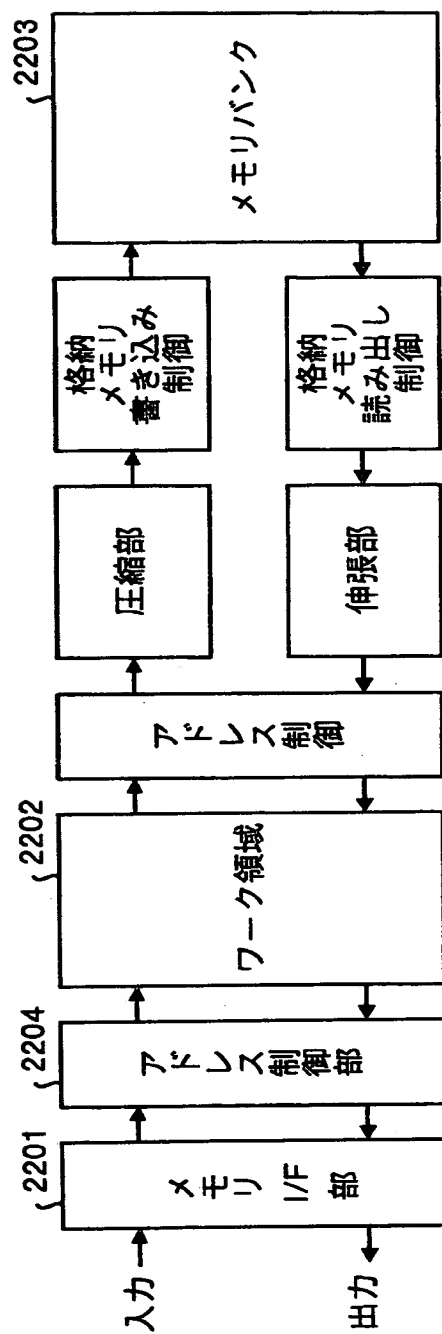 入力
出力
2201
メモリ
I/F
部
2204
アドレス制御部
2202
ワーク領域
アドレス制御
圧縮部
伸張部
格納
メモリ
書き込み
制御
格納
メモリ
読み出し
制御
2203
メモリバンク